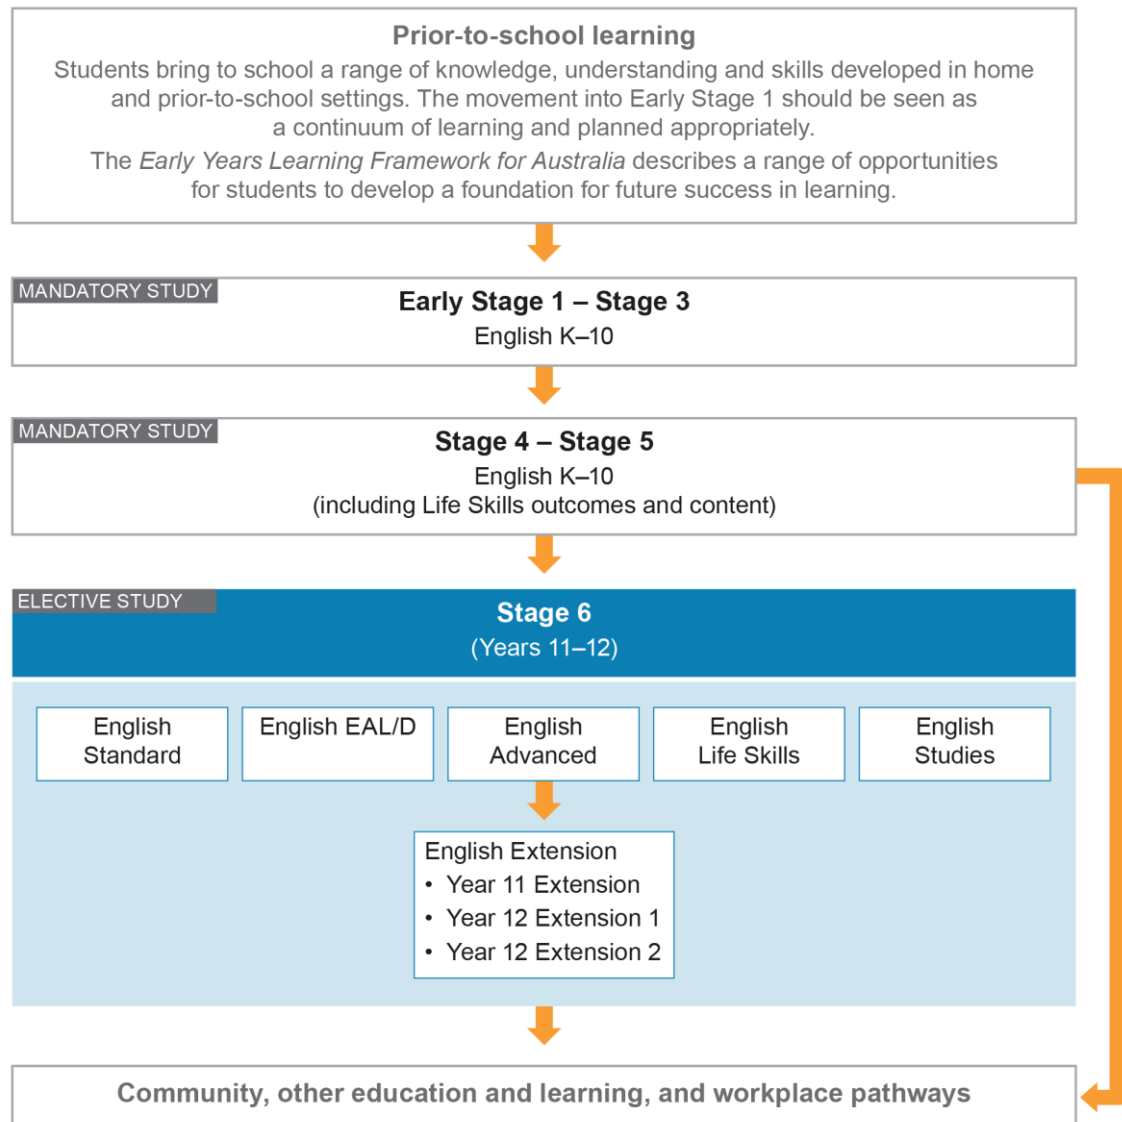 Prior-to-school learning
Students bring to school a range of knowledge, understanding and skills developed in home
and prior-to-school settings. The movement into Early Stage 1 should be seen as
a continuum of learning and planned appropriately.
The Early Years Learning Framework for Australia describes a range of opportunities
for students to develop a foundation for future success in learning.
MANDATORY STUDY
Early Stage 1 – Stage 3
English K–10
MANDATORY STUDY
Stage 4 – Stage 5
English K–10
(including Life Skills outcomes and content)
ELECTIVE STUDY
Stage 6
(Years 11–12)
English
Standard
English EAL/D
English
Advanced
English
Life Skills
English
Studies
English Extension
• Year 11 Extension
• Year 12 Extension 1
• Year 12 Extension 2
Community, other education and learning, and workplace pathways